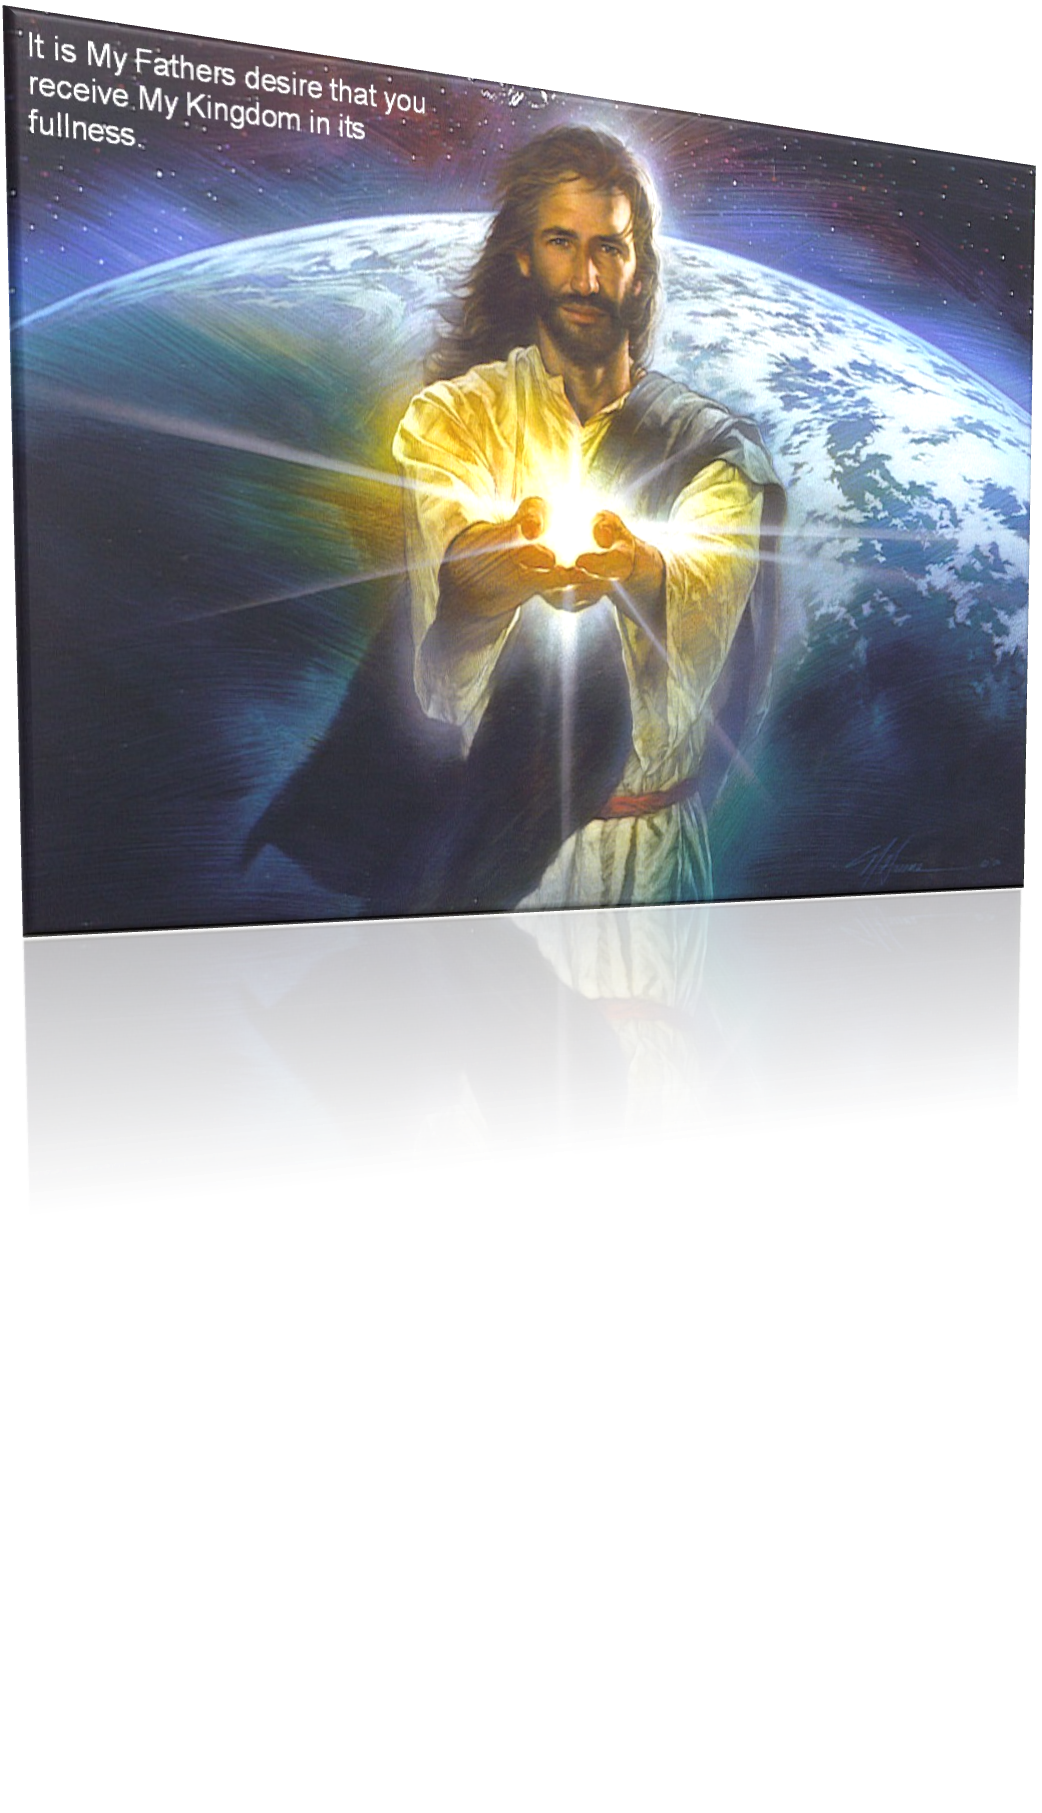 It is My Fathers desire that you
receive My Kingdom in its
fullness.